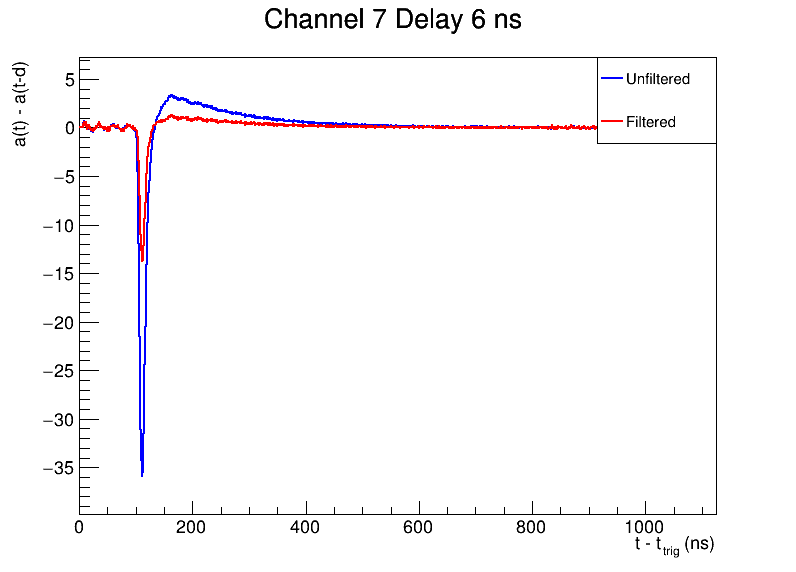 Channel 7 Delay 6 ns
a(t) - a(t-d)
5
0
−5
−10
−15
−20
−25
−30
−35
Unfiltered
Filtered
0 200 400 600 800 1000
t - t_trig (ns)